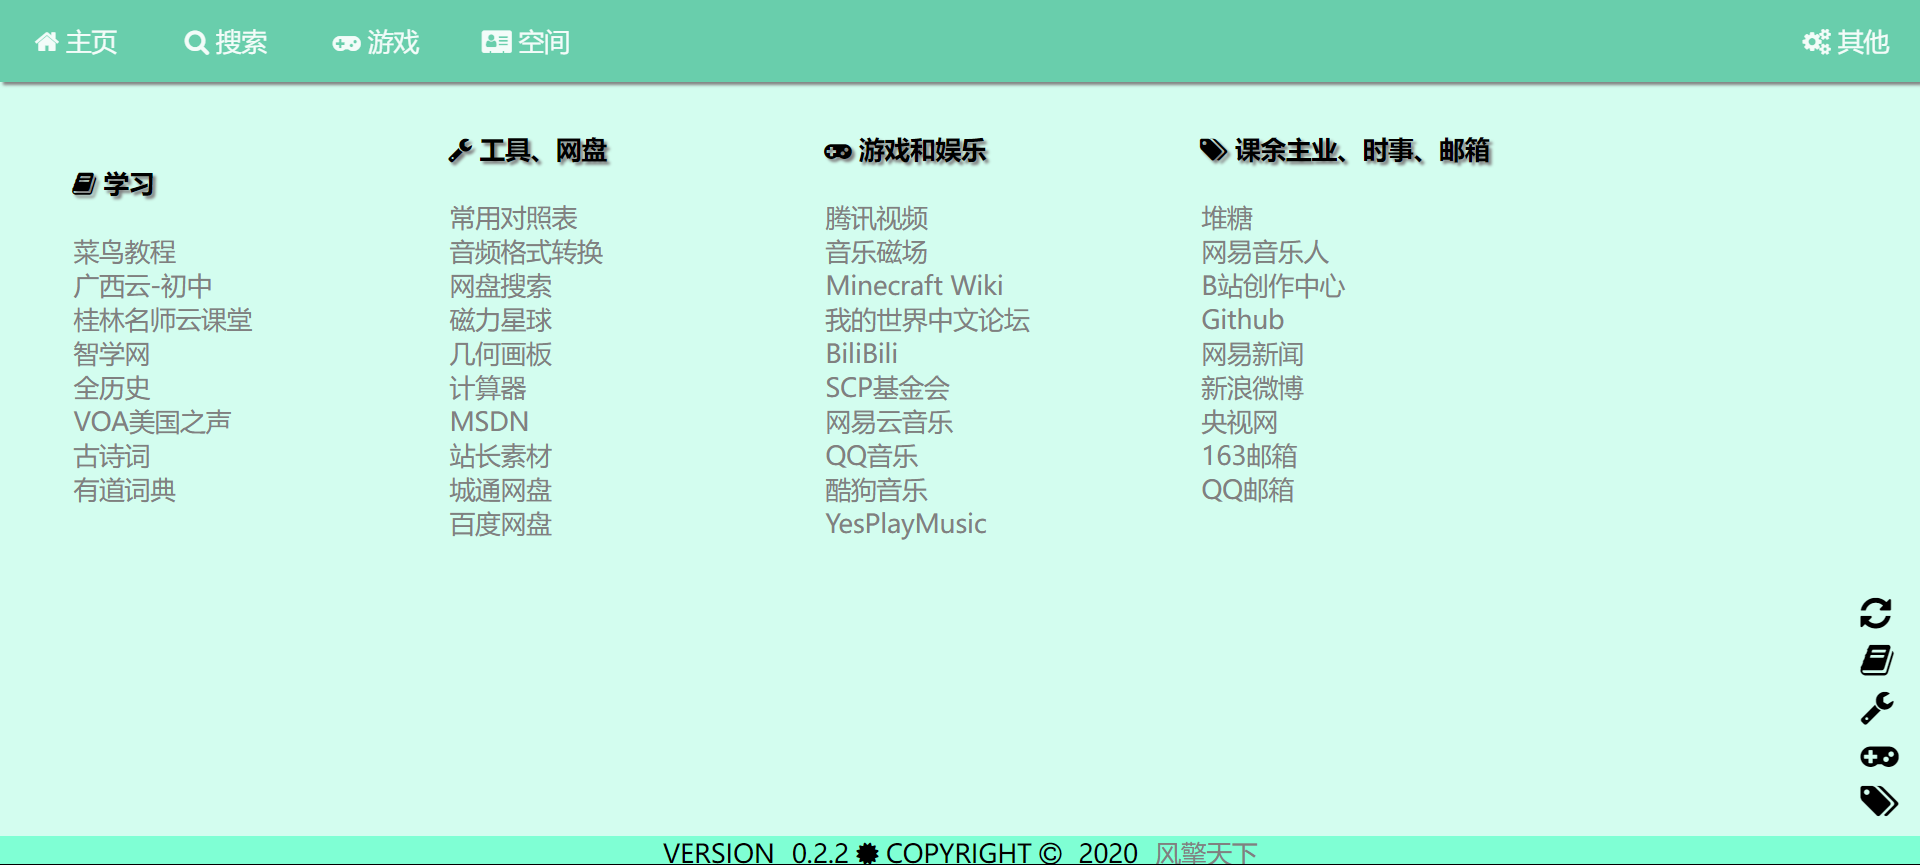 主页 搜索 游戏 空间 其他
学习
菜鸟教程
广西云-初中
桂林名师云课堂
智学网
全历史
VOA美国之声
古诗词
有道词典
工具、网盘
常用对照表
音频格式转换
网盘搜索
磁力星球
几何画板
计算器
MSDN
站长素材
城通网盘
百度网盘
游戏和娱乐
腾讯视频
音乐磁场
Minecraft Wiki
我的世界中文论坛
BiliBili
SCP基金会
网易云音乐
QQ音乐
酷狗音乐
YesPlayMusic
课余主业、时事、邮箱
堆糖
网易音乐人
B站创作中心
Github
网易新闻
新浪微博
央视网
163邮箱
QQ邮箱
VERSION 0.2.2 COPYRIGHT © 2020 风擎天下